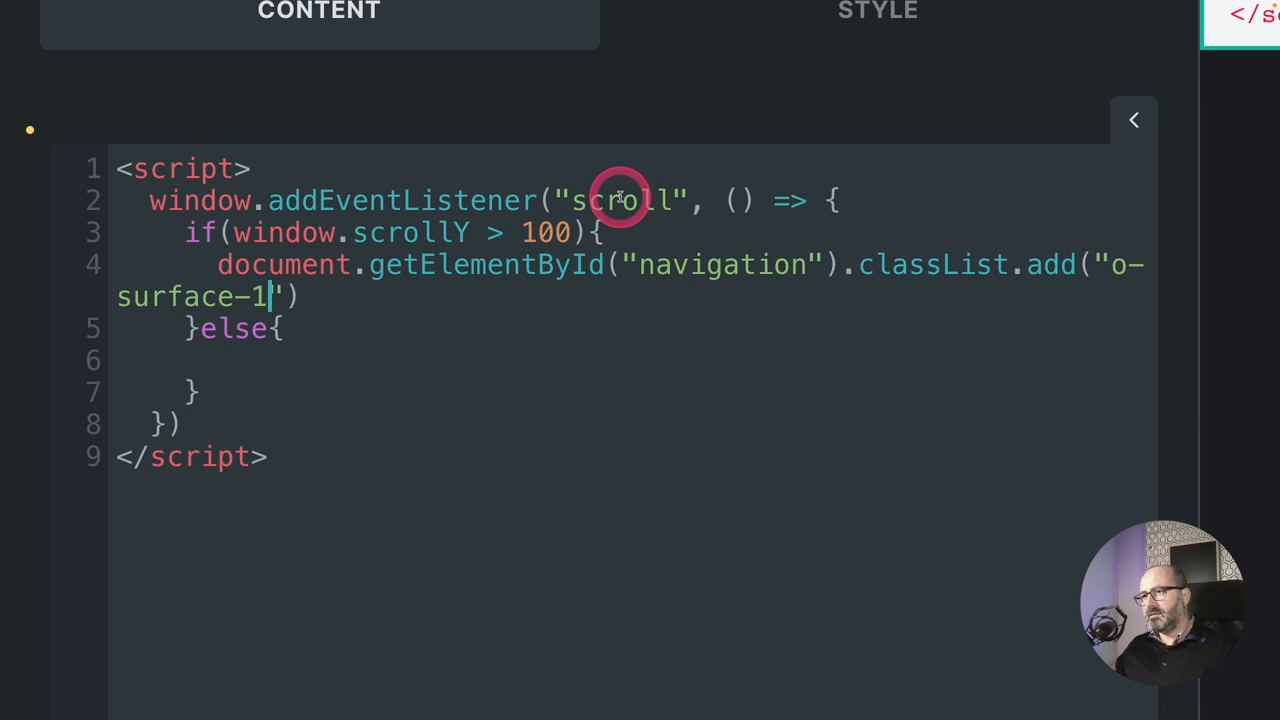 CONTENT
STYLE
</s
1 <script>
2 window.addEventListener("scroll", () => {
3 if(window.scrollY > 100){
4 document.getElementById("navigation").classList.add("o-
surface-1")
5 }else{
6
7 }
8 })
9 </script>